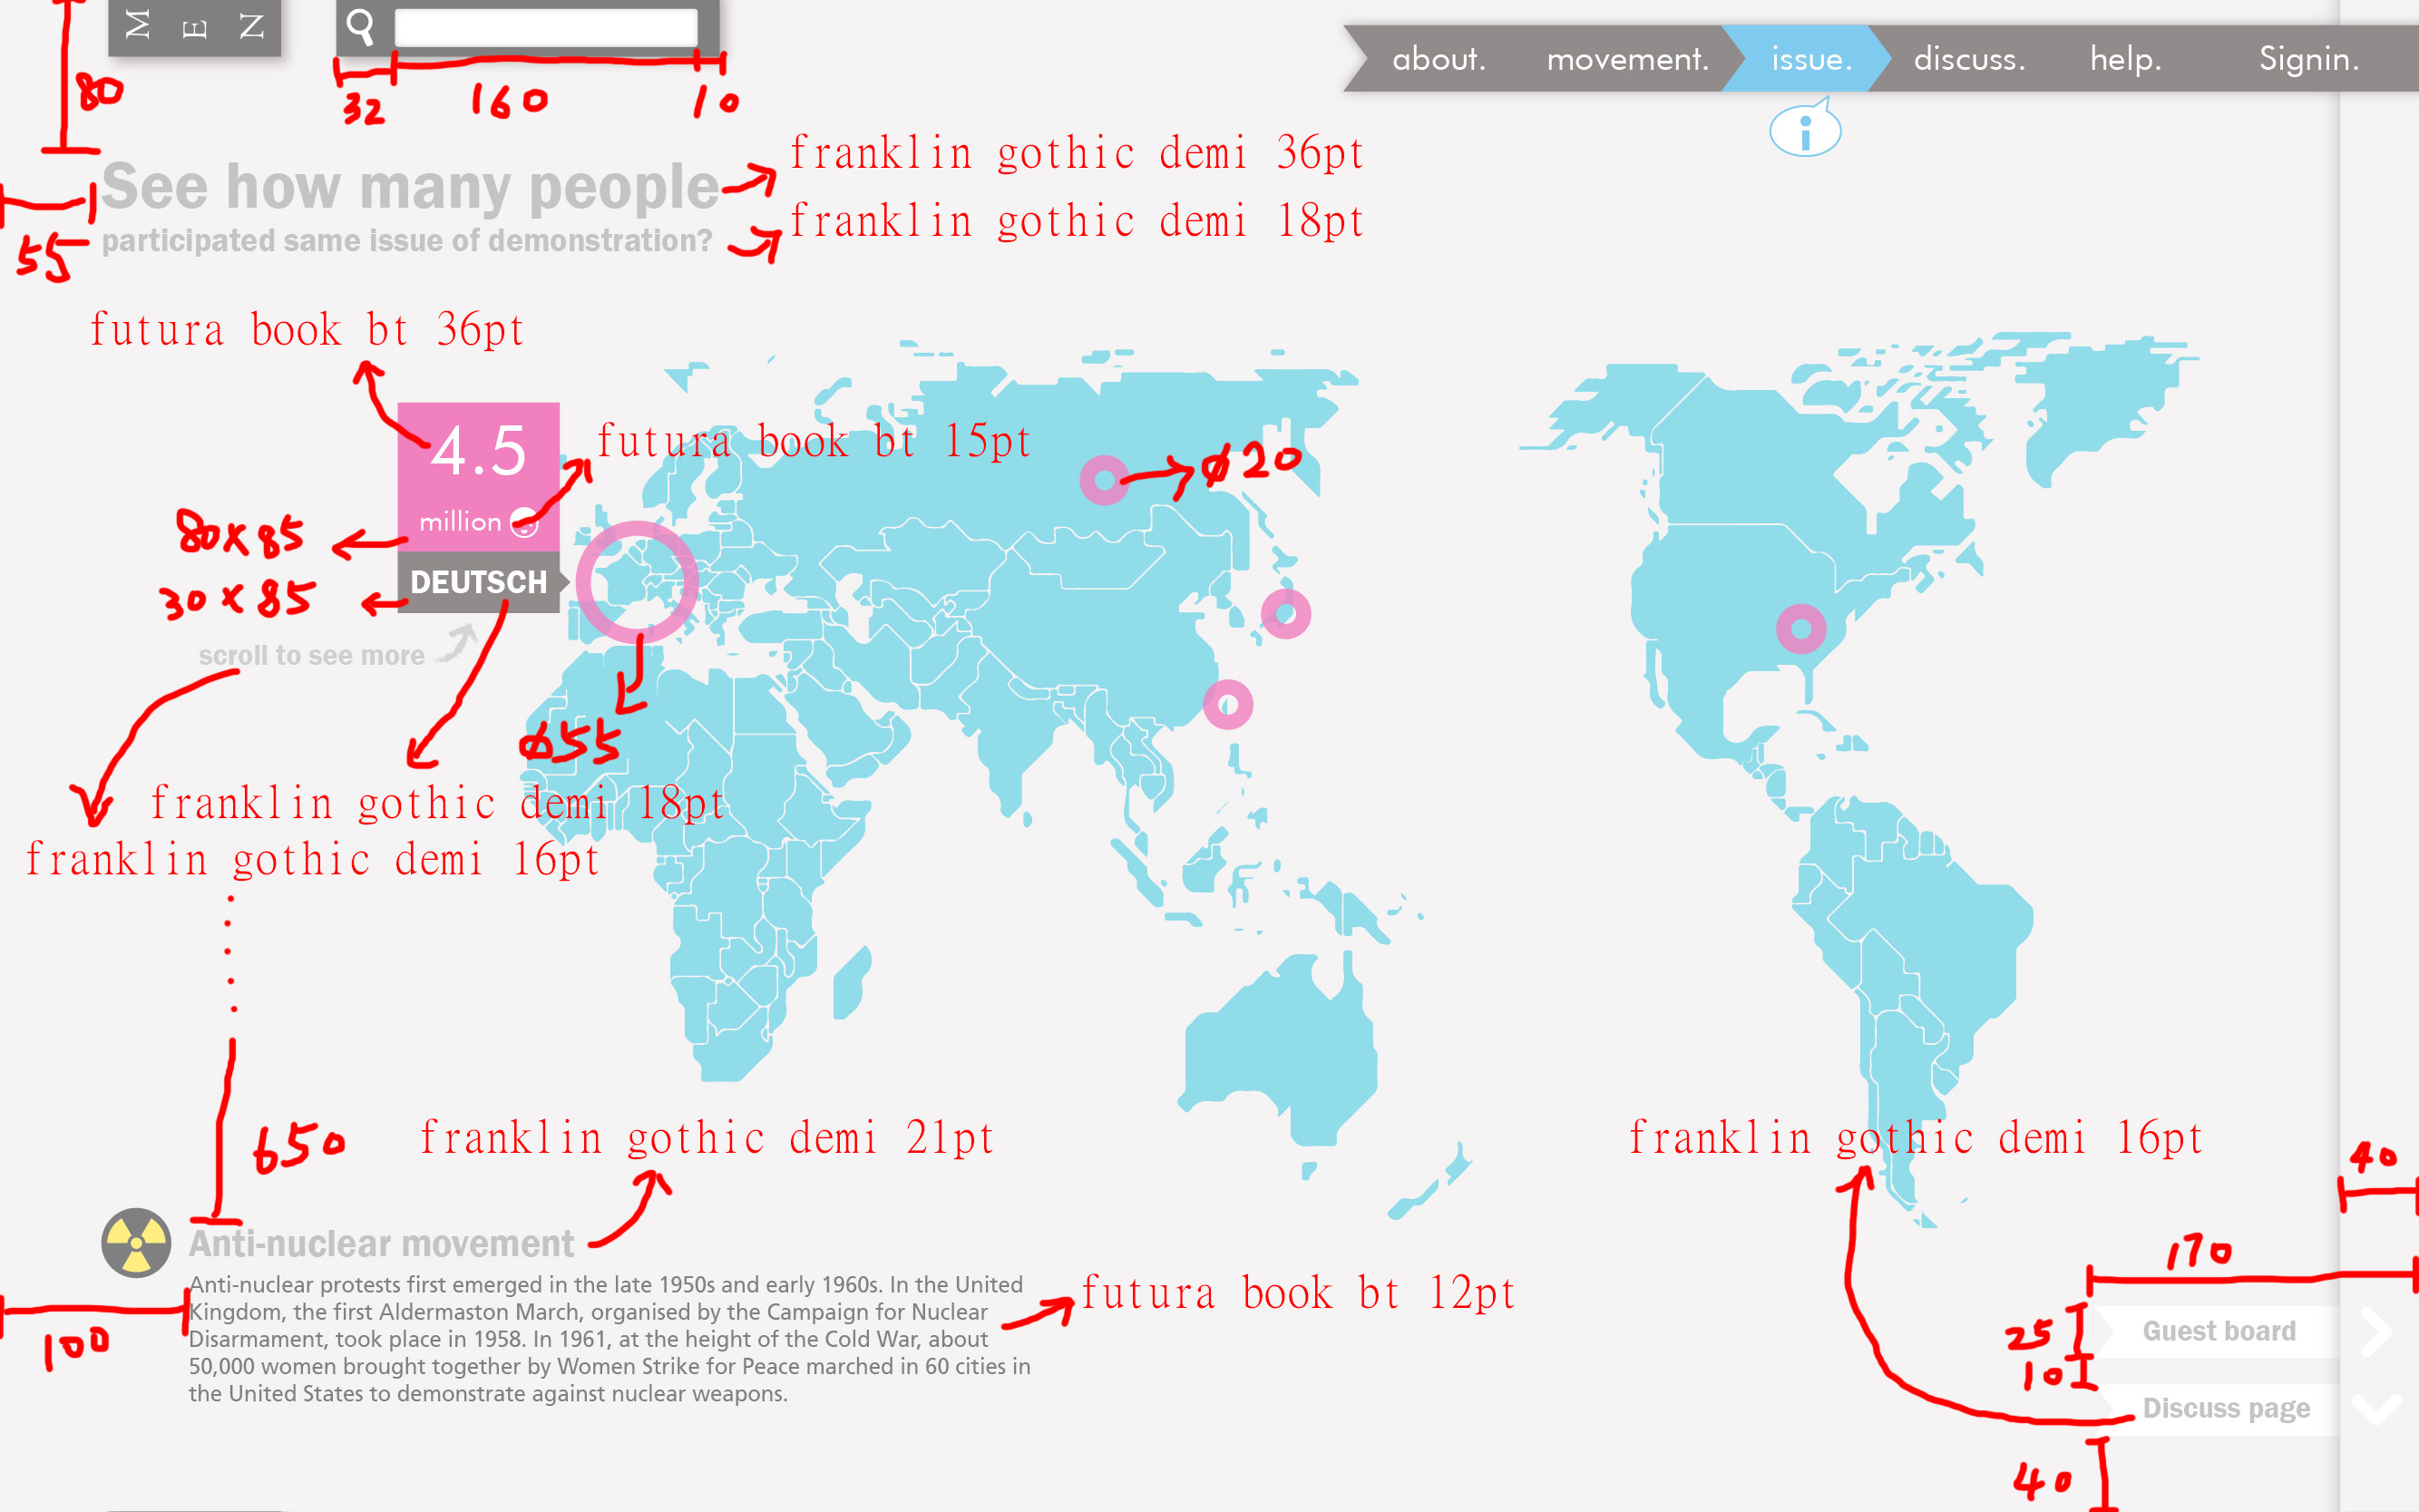 M E N
about. movement. issue. discuss. help. Signin.
80
32 160 10
i
franklin gothic demi 36pt
See how many people
franklin gothic demi 18pt
participated same issue of demonstration?
55
futura book bt 36pt
4.5
futura book bt 15pt
ø20
million
80x85
DEUTSCH
30x85
scroll to see more
ø55
franklin gothic demi 18pt
franklin gothic demi 16pt
650
franklin gothic demi 21pt
franklin gothic demi 16pt
40
Anti-nuclear movement
170
Anti-nuclear protests first emerged in the late 1950s and early 1960s. In the United
Kingdom, the first Aldermaston March, organised by the Campaign for Nuclear
Disarmament, took place in 1958. In 1961, at the height of the Cold War, about
50,000 women brought together by Women Strike for Peace marched in 60 cities in
the United States to demonstrate against nuclear weapons.
futura book bt 12pt
100
25
Guest board
10
Discuss page
40